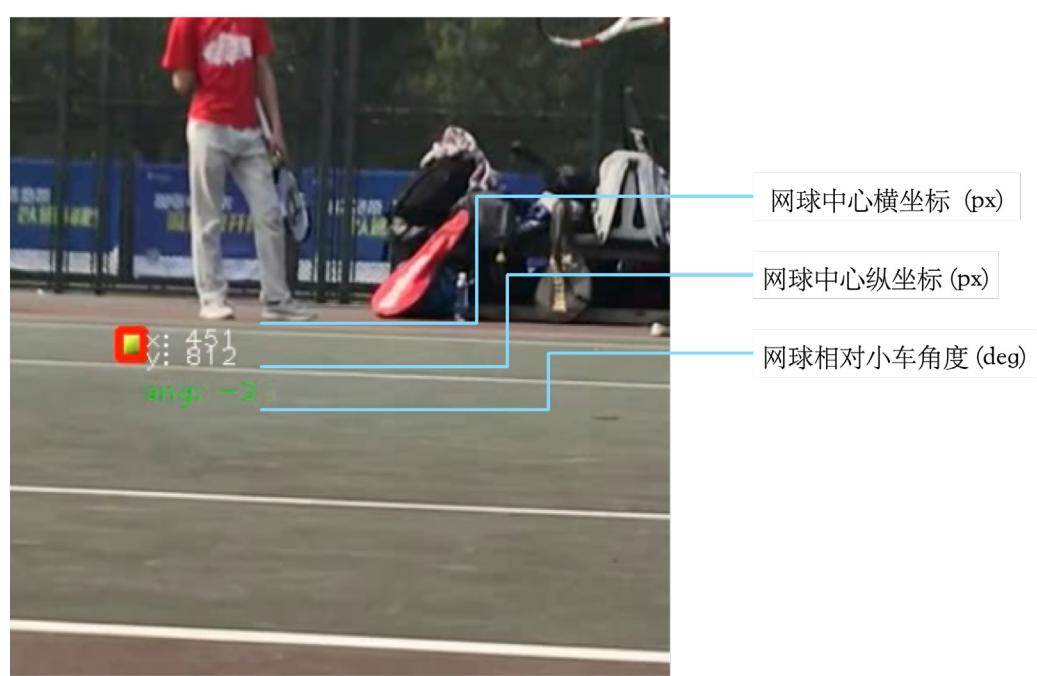 网球中心横坐标 (px)
网球中心纵坐标 (px)
x: 451
y: 812
网球相对小车角度 (deg)
ang: -3